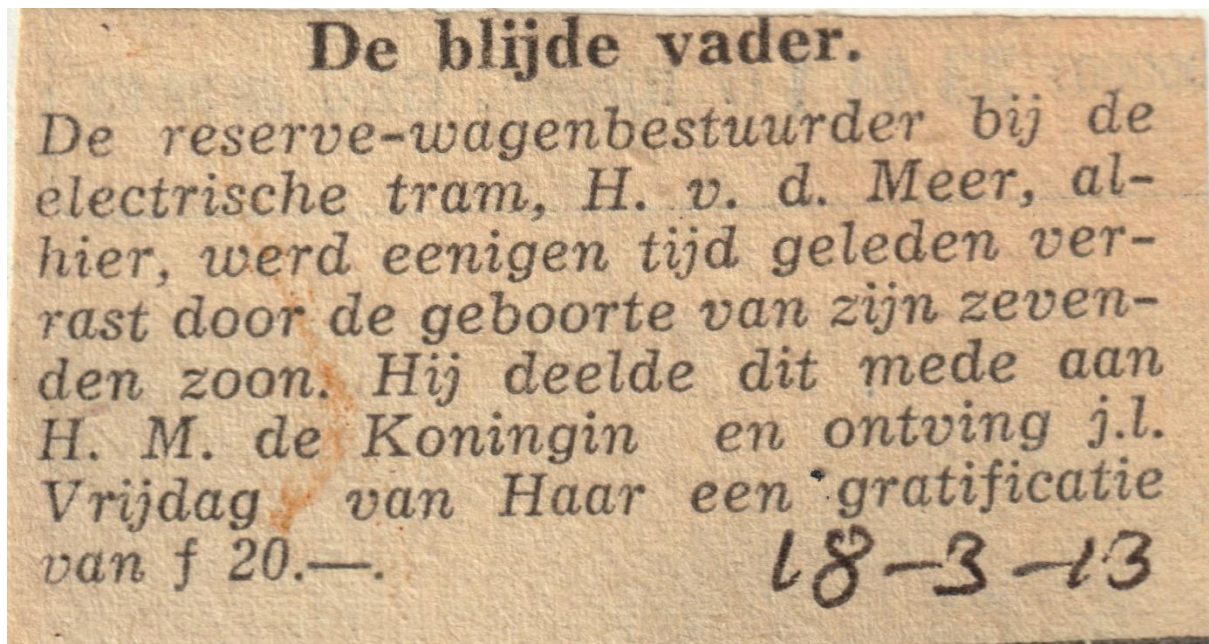 De blijde vader.
De reserve-wagenbestuurder bij de
electrische tram, H. v. d. Meer, al-
hier, werd eenigen tijd geleden ver-
rast door de geboorte van zijn zeven-
den zoon. Hij deelde dit mede aan
H. M. de Koningin en ontving j.l.
Vrijdag van Haar een gratificatie
van f 20.—.
18-3-13